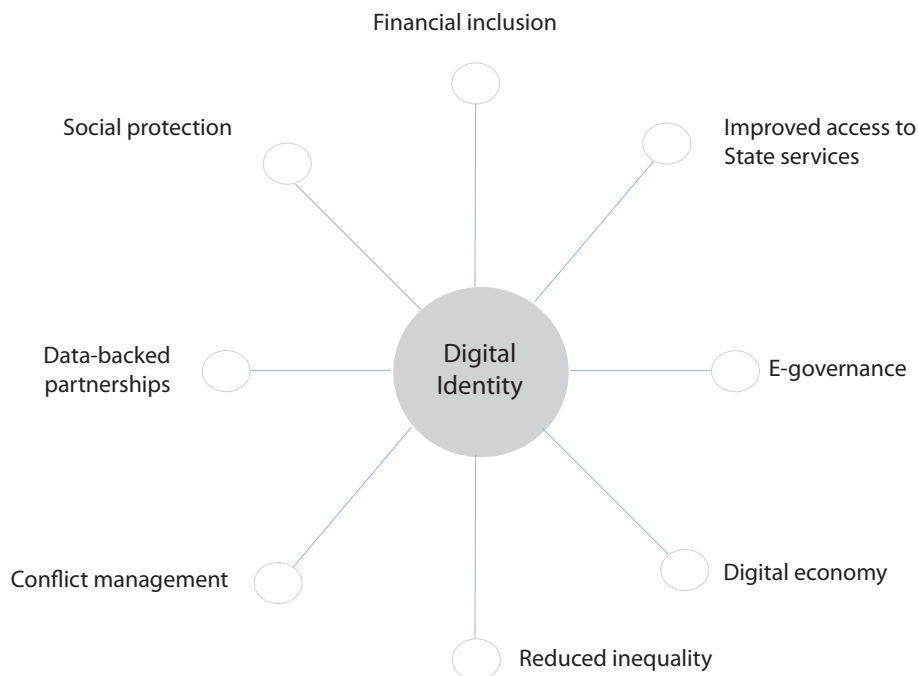 Financial inclusion
Social protection
Improved access to
State services
Data-backed
partnerships
Digital
Identity
E-governance
Conflict management
Digital economy
Reduced inequality